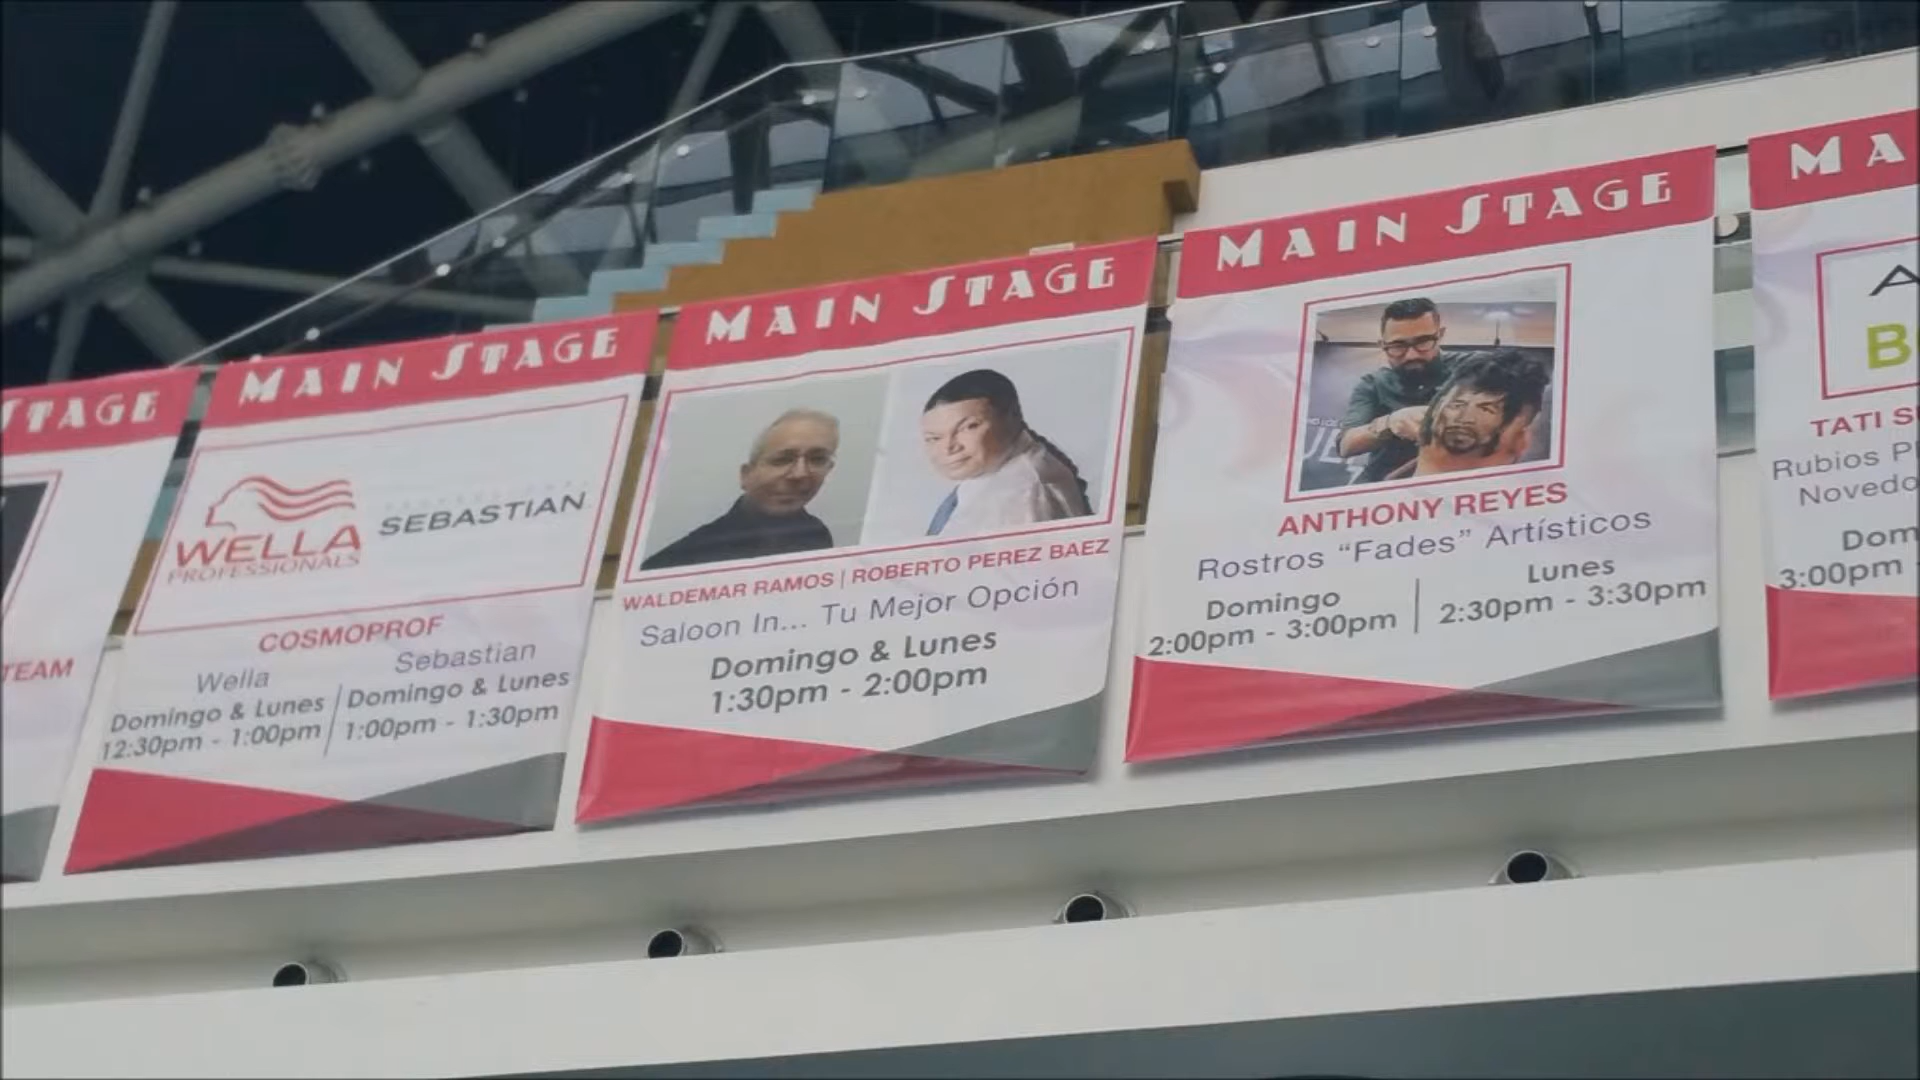 STAGE
TEAM
MAIN STAGE
WELLA
PROFESSIONALS
SEBASTIAN
COSMOPROF
Wella
Domingo & Lunes
12:30pm - 1:00pm
Sebastian
Domingo & Lunes
1:00pm - 1:30pm
MAIN STAGE
WALDEMAR RAMOS | ROBERTO PEREZ BAEZ
Saloon In... Tu Mejor Opción
Domingo & Lunes
1:30pm - 2:00pm
MAIN STAGE
ANTHONY REYES
Rostros “Fades” Artísticos
Domingo
2:00pm - 3:00pm
Lunes
2:30pm - 3:30pm
MA
A
B
TATI S
Rubios P
Novedo
Dom
3:00pm -